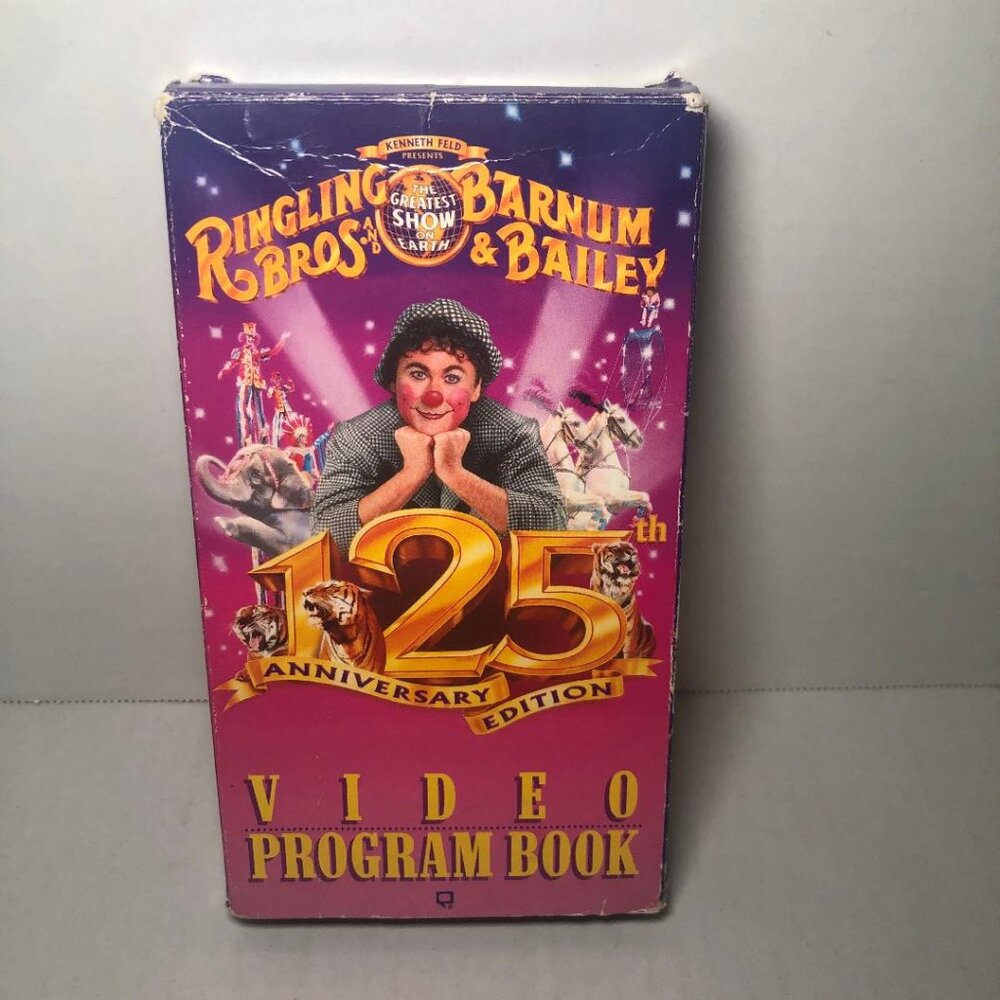 KENNETH FELD
PRESENTS
RINGLING BROS. AND
THE GREATEST SHOW ON EARTH
BARNUM & BAILEY
125th
ANNIVERSARY EDITION
VIDEO
PROGRAM BOOK